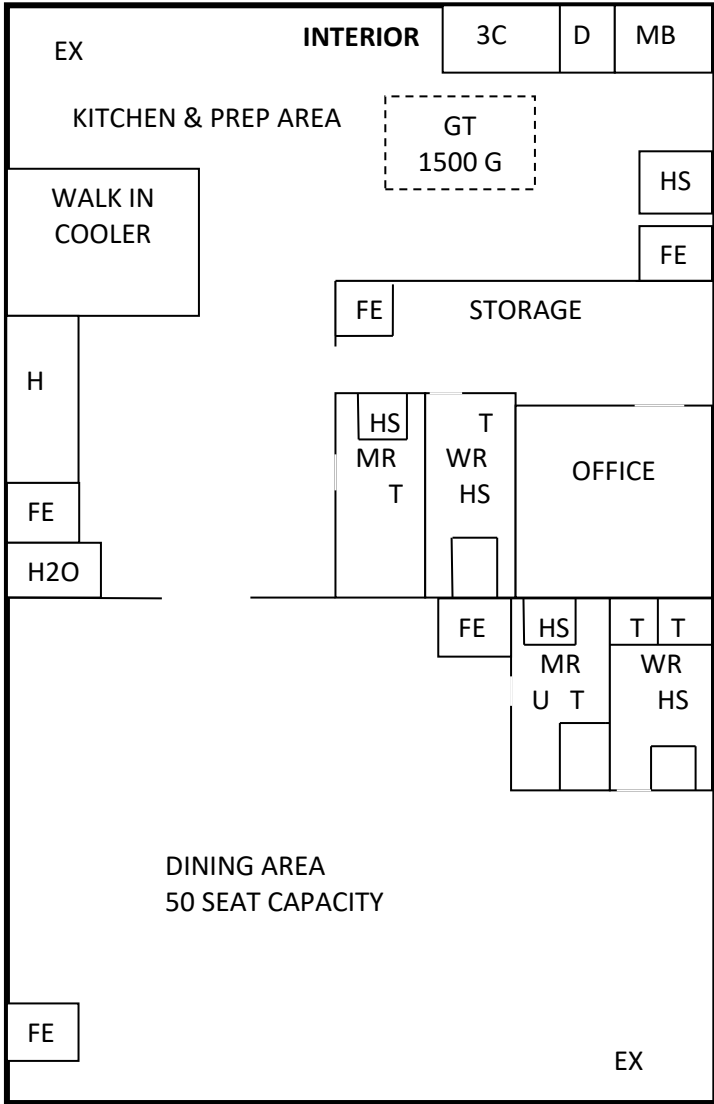 INTERIOR
3C
D
MB
EX
KITCHEN & PREP AREA
GT
1500 G
WALK IN
COOLER
HS
FE
FE
STORAGE
H
HS
T
MR
WR
T
HS
OFFICE
FE
H2O
FE
HS
T
T
MR
WR
U T
HS
DINING AREA
50 SEAT CAPACITY
FE
EX